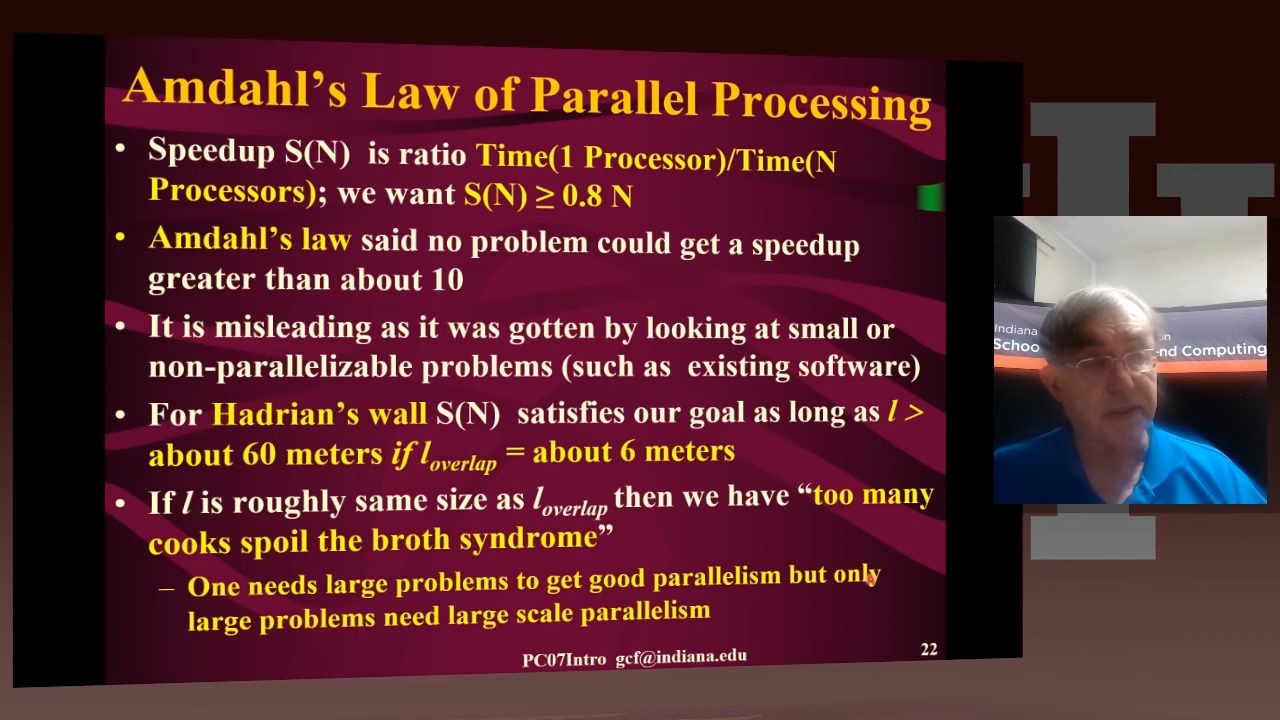 Amdahl's Law of Parallel Processing
• Speedup S(N) is ratio Time(1 Processor)/Time(N
Processors); we want S(N) ≥ 0.8 N
• Amdahl's law said no problem could get a speedup
greater than about 10
• It is misleading as it was gotten by looking at small or
non-parallelizable problems (such as existing software)
• For Hadrian's wall S(N) satisfies our goal as long as l >
about 60 meters if loverlap = about 6 meters
• If l is roughly same size as loverlap then we have “too many
cooks spoil the broth syndrome”
– One needs large problems to get good parallelism but only
large problems need large scale parallelism
PC07Intro gcf@indiana.edu
22
Indiana
nd Computing